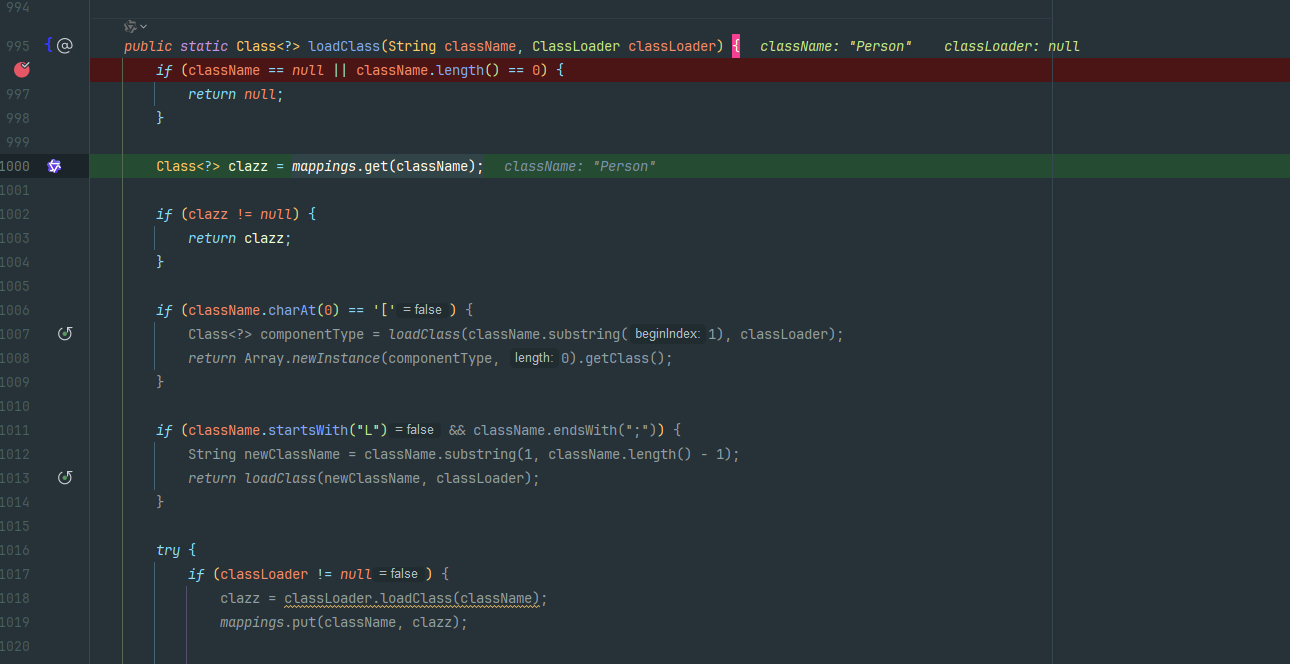 994
995 { @ public static Class<?> loadClass(String className, ClassLoader classLoader) { className: "Person" classLoader: null
if (className == null || className.length() == 0) {
997 return null;
998 }
999
1000 Class<?> clazz = mappings.get(className); className: "Person"
1001
1002 if (clazz != null) {
1003 return clazz;
1004 }
1005
1006 if (className.charAt(0) == '[' = false ) {
1007 Class<?> componentType = loadClass(className.substring( beginIndex: 1), classLoader);
1008 return Array.newInstance(componentType, length: 0).getClass();
1009 }
1010
1011 if (className.startsWith("L") = false && className.endsWith(";")) {
1012 String newClassName = className.substring(1, className.length() - 1);
1013 return loadClass(newClassName, classLoader);
1014 }
1015
1016 try {
1017 if (classLoader != null = false ) {
1018 clazz = classLoader.loadClass(className);
1019 mappings.put(className, clazz);
1020